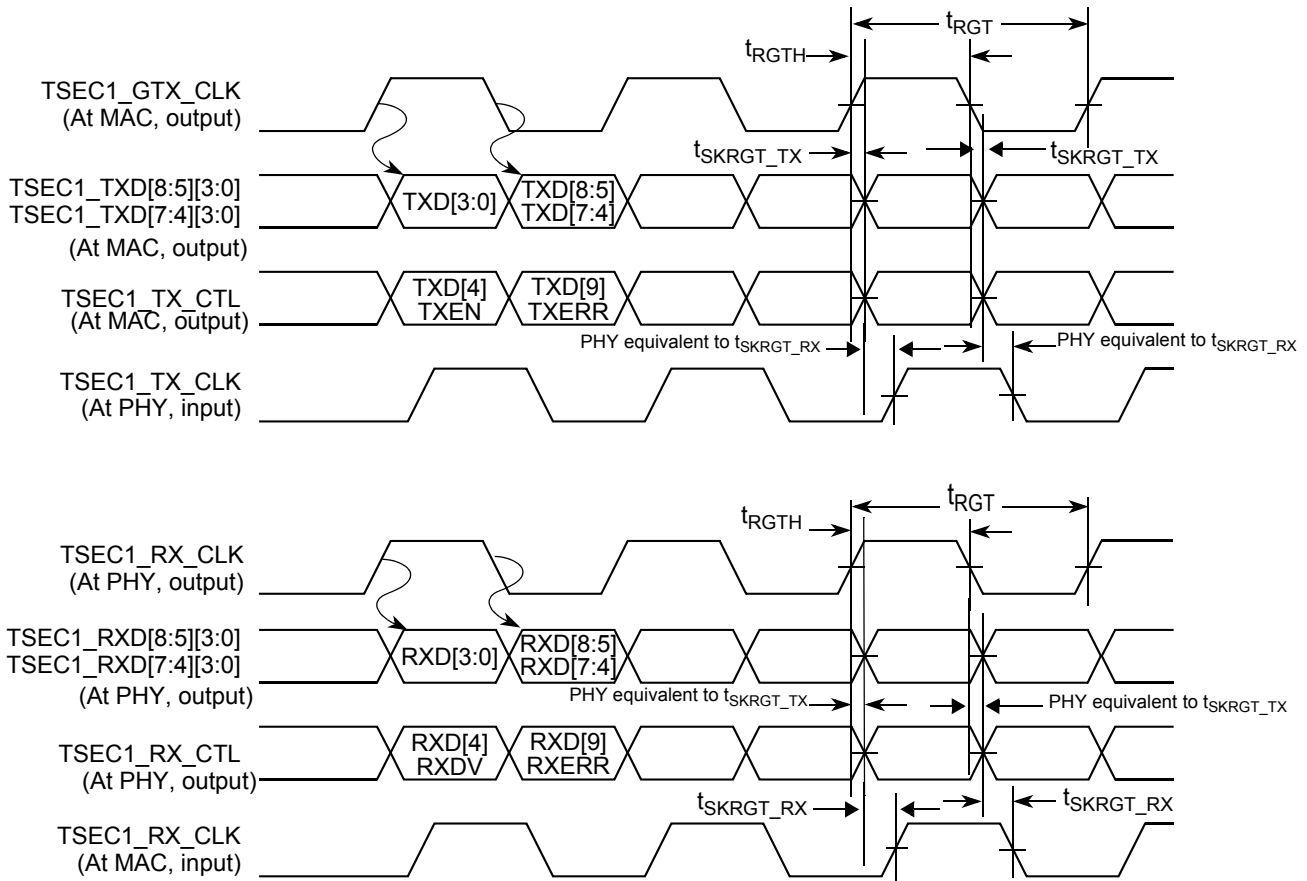 tRGT
tRGTH
TSEC1_GTX_CLK
(At MAC, output)
tSKRGT_TX
tSKRGT_TX
TSEC1_TXD[8:5][3:0]
TSEC1_TXD[7:4][3:0]
(At MAC, output)
TXD[3:0]
TXD[8:5]
TXD[7:4]
TSEC1_TX_CTL
(At MAC, output)
TXD[4]
TXEN
TXD[9]
TXERR
PHY equivalent to tSKRGT_RX
PHY equivalent to tSKRGT_RX
TSEC1_TX_CLK
(At PHY, input)
tRGT
tRGTH
TSEC1_RX_CLK
(At PHY, output)
TSEC1_RXD[8:5][3:0]
TSEC1_RXD[7:4][3:0]
(At PHY, output)
RXD[3:0]
RXD[8:5]
RXD[7:4]
PHY equivalent to tSKRGT_TX
PHY equivalent to tSKRGT_TX
TSEC1_RX_CTL
(At PHY, output)
RXD[4]
RXDV
RXD[9]
RXERR
tSKRGT_RX
tSKRGT_RX
TSEC1_RX_CLK
(At MAC, input)